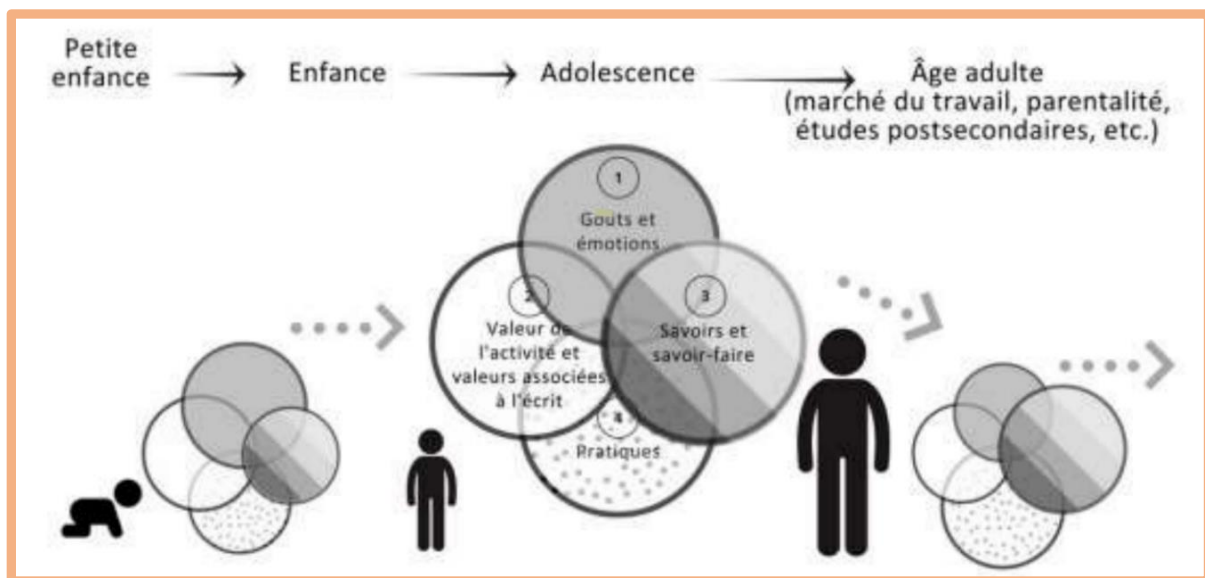 Petite
enfance
Enfance
Adolescence
Âge adulte
(marché du travail, parentalité,
études postsecondaires, etc.)
1
Gouts et
émotions
2
Valeur de
l'activité et
valeurs associées
à l'écrit
3
Savoirs et
savoir-faire
4
Pratiques